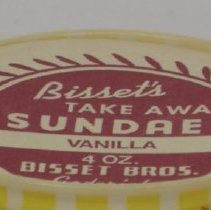 Bisset's
TAKE AWA
SUNDAE
VANILLA
4 OZ.
BISSET BROS.